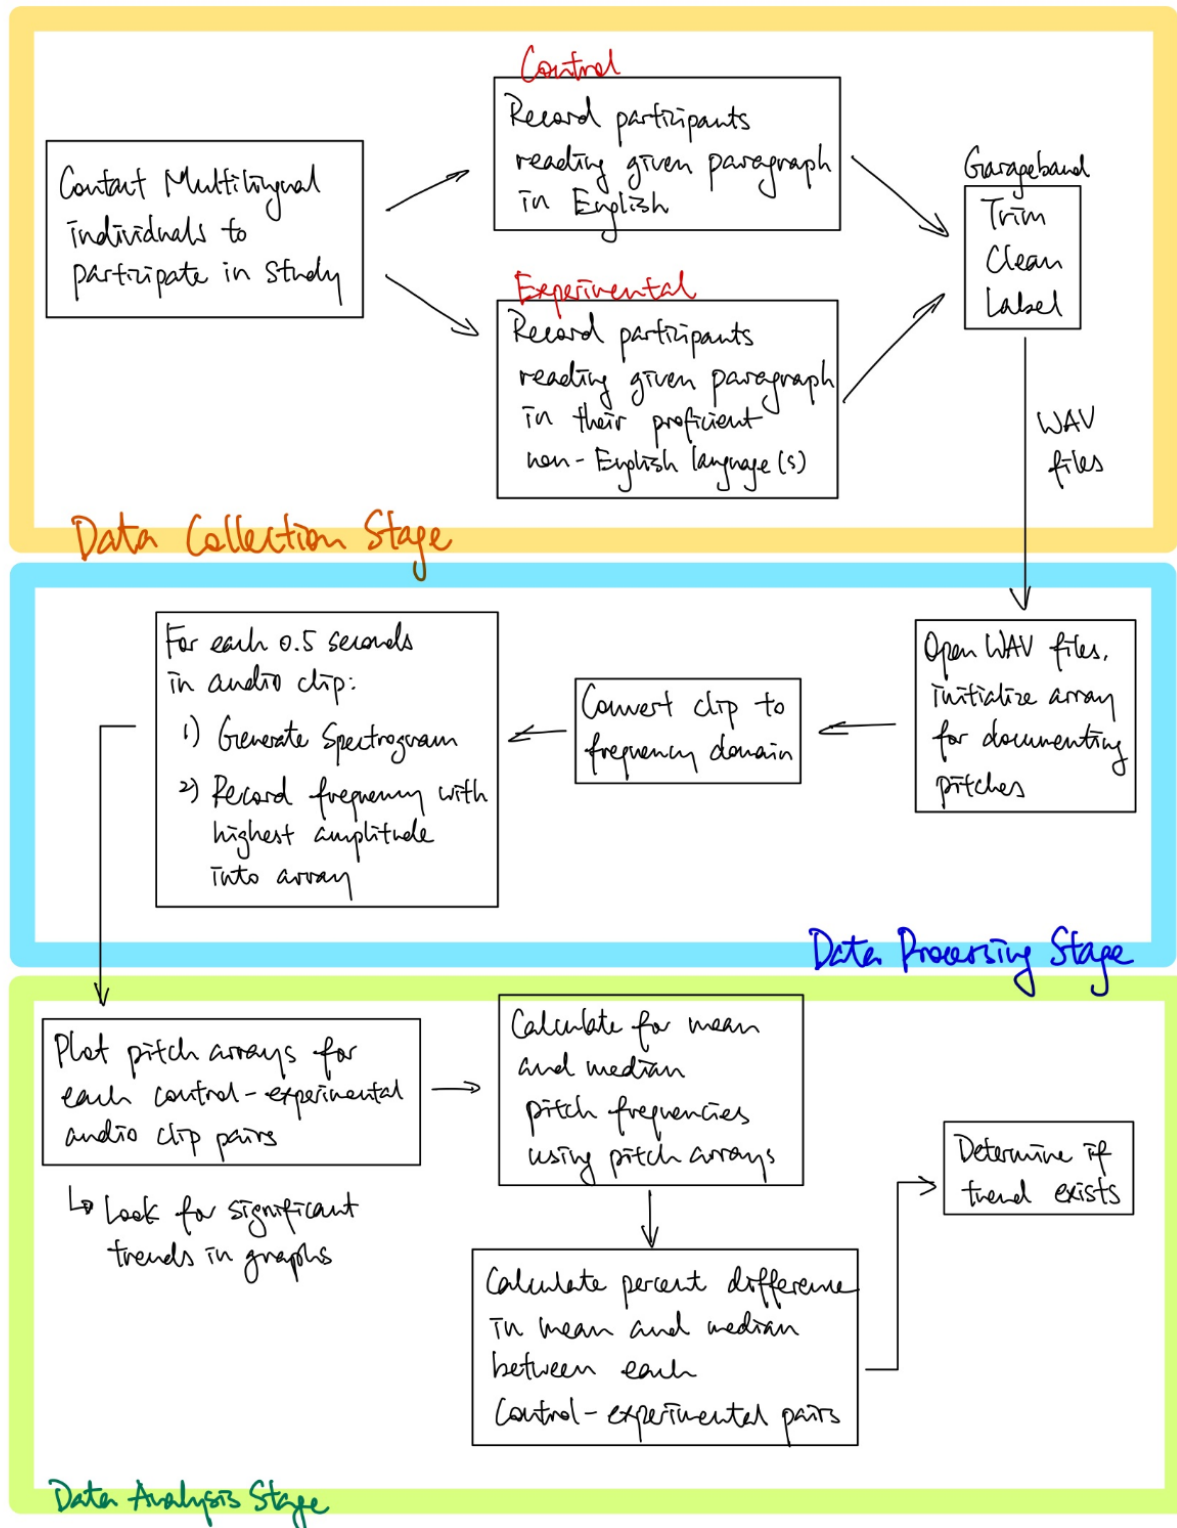 Contact Multilingual
individuals to
participate in study
Control
Record participants
reading given paragraph
in English
Experimental
Record participants
reading given paragraph
in their proficient
non-English language(s)
Garageband
Trim
Clean
Label
WAV
files
Data Collection Stage
Open WAV files,
initialize array
for documenting
pitches
Convert clip to
frequency domain
For each 0.5 seconds
in audio clip:
1) Generate Spectrogram
2) Record frequency with
highest amplitude
into array
Data Processing Stage
Plot pitch arrays for
each control-experimental
audio clip pairs
↳ Look for significant
trends in graphs
Calculate for mean
and median
pitch frequencies
using pitch arrays
Calculate percent difference
in mean and median
between each
Control-experimental pairs
Determine if
trend exists
Data Analysis Stage